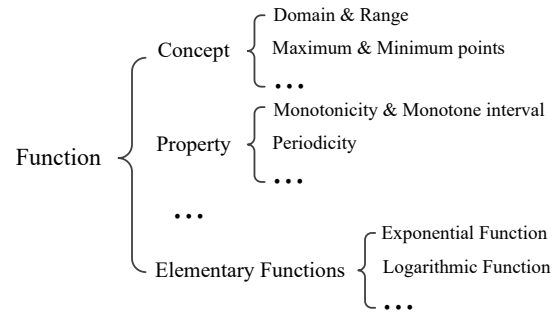 Function
Concept
Domain & Range
Maximum & Minimum points
...
Property
Monotonicity & Monotone interval
Periodicity
...
...
Elementary Functions
Exponential Function
Logarithmic Function
...